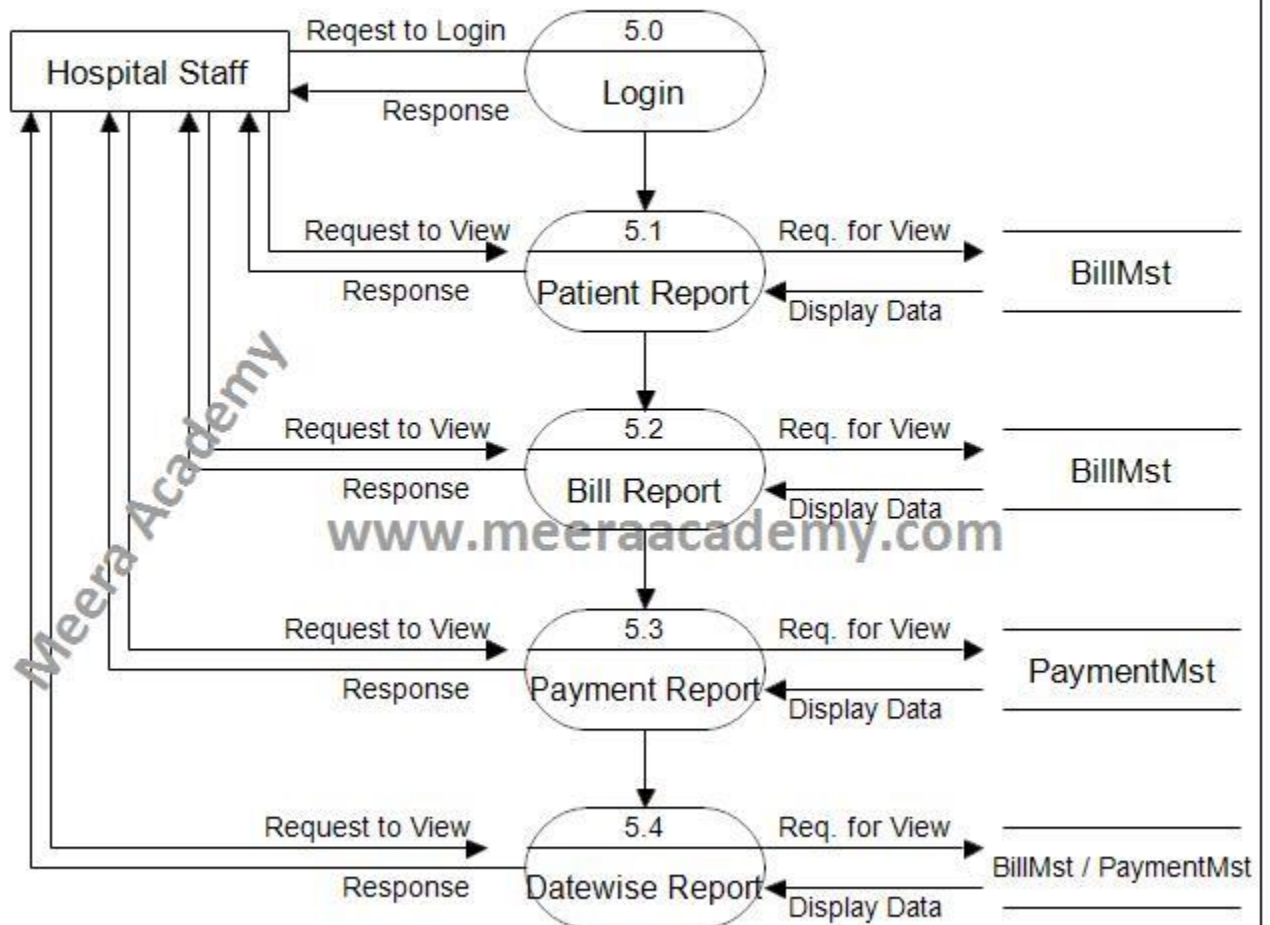 Reqest to Login
5.0
Hospital Staff
Login
Response
Request to View
5.1
Req. for View
Response
Patient Report
Display Data
BillMst
Request to View
5.2
Req. for View
Response
Bill Report
Display Data
BillMst
Meera Academy
www.meeraacademy.com
Request to View
5.3
Req. for View
Response
Payment Report
Display Data
PaymentMst
Request to View
5.4
Req. for View
Response
Datewise Report
Display Data
BillMst / PaymentMst